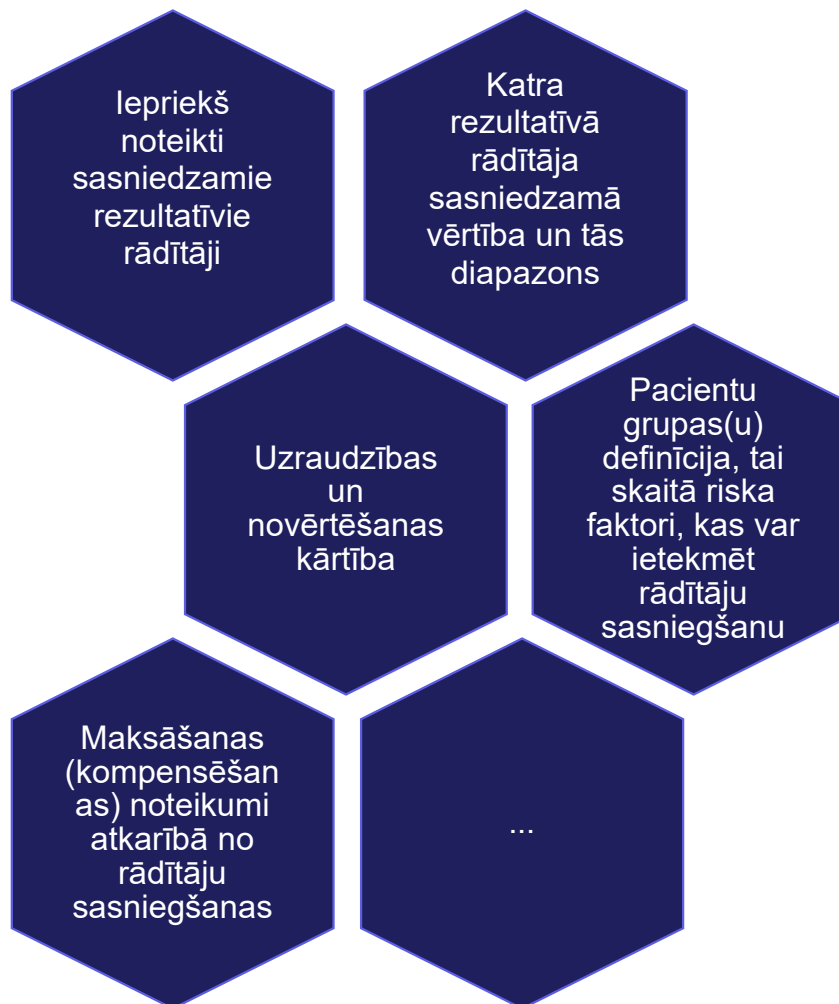 Iepriekš
noteikti
sasniedzamie
rezultatīvie
rādītāji
Katra
rezultatīvā
rādītāja
sasniedzamā
vērtība un tās
diapazons
Uzraudzības
un
novērtēšanas
kārtība
Pacientu
grupas(u)
definīcija, tai
skaitā riska
faktori, kas var
ietekmēt
rādītāju
sasniegšanu
Maksāšanas
(kompensēšan
as) noteikumi
atkarībā no
rādītāju
sasniegšanas
...